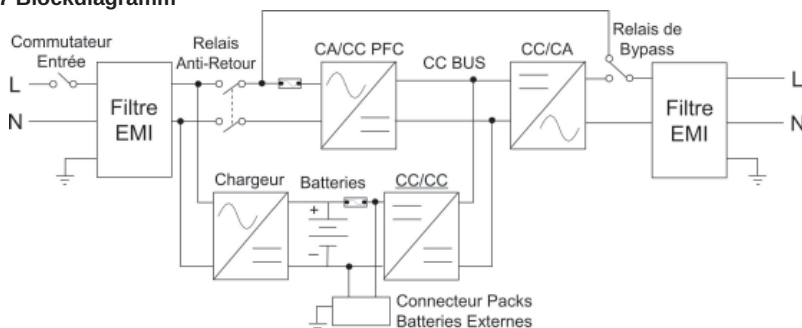 7 Blockdiagramm
Commutateur
Entrée
Relais
Anti-Retour
CA/CC PFC
CC BUS
CC/CA
Relais de
Bypass
L
N
Filtre
EMI
Filtre
EMI
L
N
Chargeur
Batteries
CC/CC
+
–
Connecteur Packs
Batteries Externes